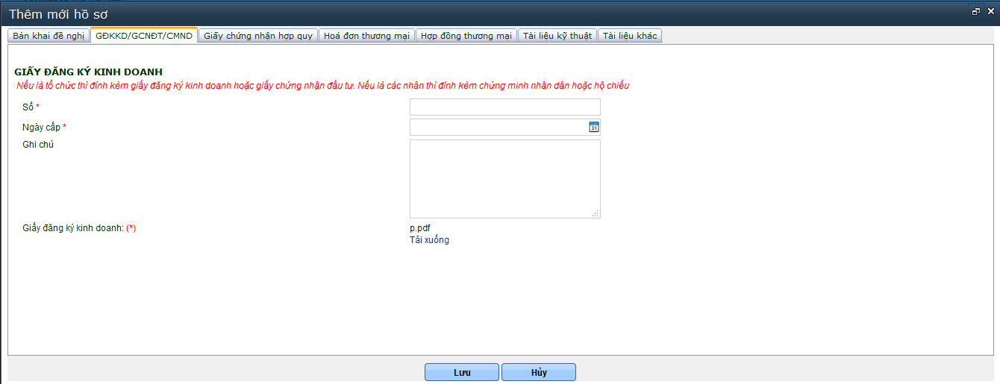 Thêm mới hồ sơ
Bản khai đề nghị GĐKKD/GCNĐT/CMND Giấy chứng nhận hợp quy Hoá đơn thương mại Hợp đồng thương mại Tài liệu kỹ thuật Tài liệu khác
GIẤY ĐĂNG KÝ KINH DOANH
Nếu là tổ chức thì đính kèm giấy đăng ký kinh doanh hoặc giấy chứng nhận đầu tư. Nếu là các nhân thì đính kèm chứng minh nhân dân hoặc hộ chiếu
Số *
Ngày cấp *
31
Ghi chú
Giấy đăng ký kinh doanh: (*) p.pdf
Tải xuống
Lưu Hủy